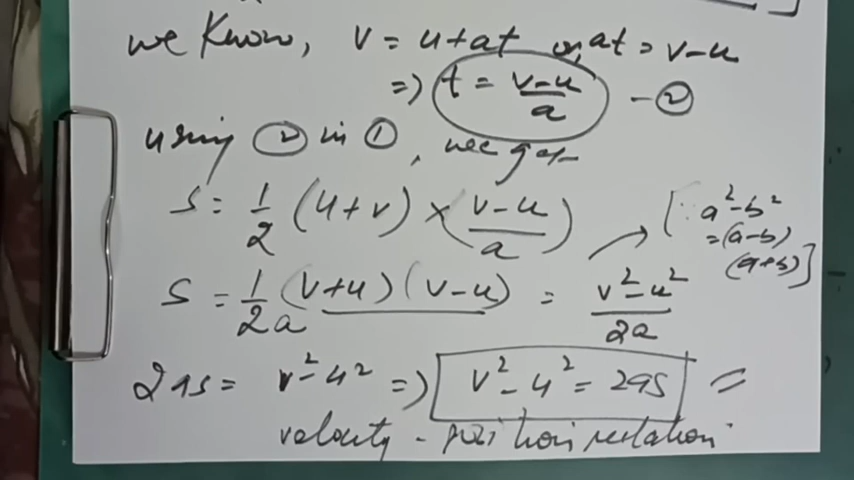 we know, v = u + at or, at = v - u
=> t = v-u/a - ②
using ② in ①, we get
s = 1/2 (u + v) × (v-u/a)
[∵ a² - b² = (a-b) (a+b)]
s = 1/2a (v+u) (v-u) = v²-u²/2a
2as = v² - u² => v² - u² = 2as
velocity - position relation